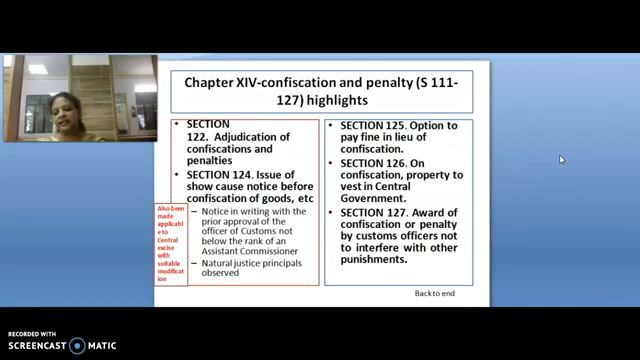 Chapter XIV-confiscation and penalty (S 111-
127) highlights
• SECTION
122. Adjudication of
confiscations and
penalties
• SECTION 124. Issue of
show cause notice before
confiscation of goods, etc
– Notice in writing with the
prior approval of the
officer of Customs not
below the rank of an
Assistant Commissioner
– Natural justice principals
observed
Also been
made
applicabl
e to
Central
excise
with
suitable
modificat
ion
• SECTION 125. Option to
pay fine in lieu of
confiscation.
• SECTION 126. On
confiscation, property to
vest in Central
Government.
• SECTION 127. Award of
confiscation or penalty
by customs officers not
to interfere with other
punishments.
Back to end
RECORDED WITH
SCREENCAST MATIC